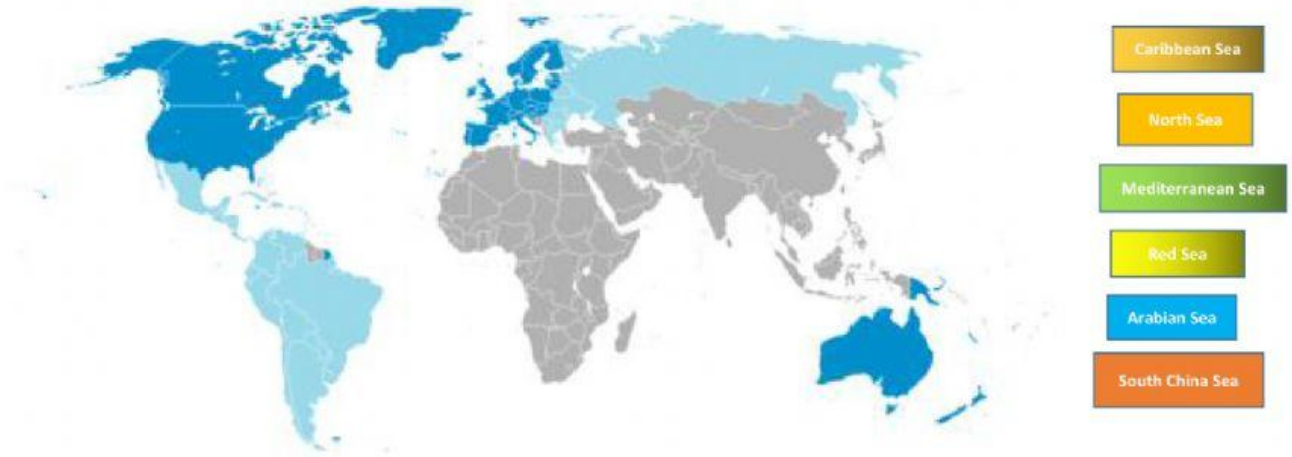 Caribbean Sea
North Sea
Mediterranean Sea
Red Sea
Arabian Sea
South China Sea